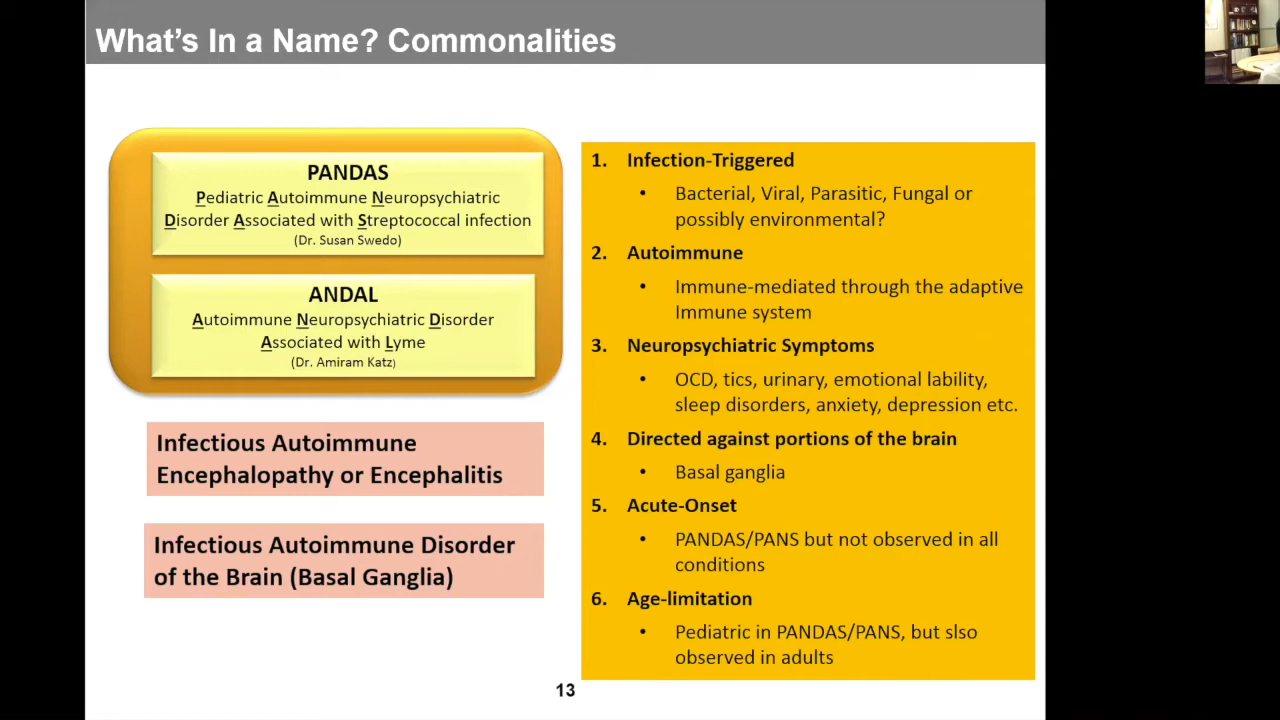 What's In a Name? Commonalities
PANDAS
Pediatric Autoimmune Neuropsychiatric
Disorder Associated with Streptococcal infection
(Dr. Susan Swedo)
ANDAL
Autoimmune Neuropsychiatric Disorder
Associated with Lyme
(Dr. Amiram Katz)
Infectious Autoimmune
Encephalopathy or Encephalitis
Infectious Autoimmune Disorder
of the Brain (Basal Ganglia)
1. Infection-Triggered
• Bacterial, Viral, Parasitic, Fungal or
possibly environmental?
2. Autoimmune
• Immune-mediated through the adaptive
Immune system
3. Neuropsychiatric Symptoms
• OCD, tics, urinary, emotional lability,
sleep disorders, anxiety, depression etc.
4. Directed against portions of the brain
• Basal ganglia
5. Acute-Onset
• PANDAS/PANS but not observed in all
conditions
6. Age-limitation
• Pediatric in PANDAS/PANS, but slso
observed in adults
13